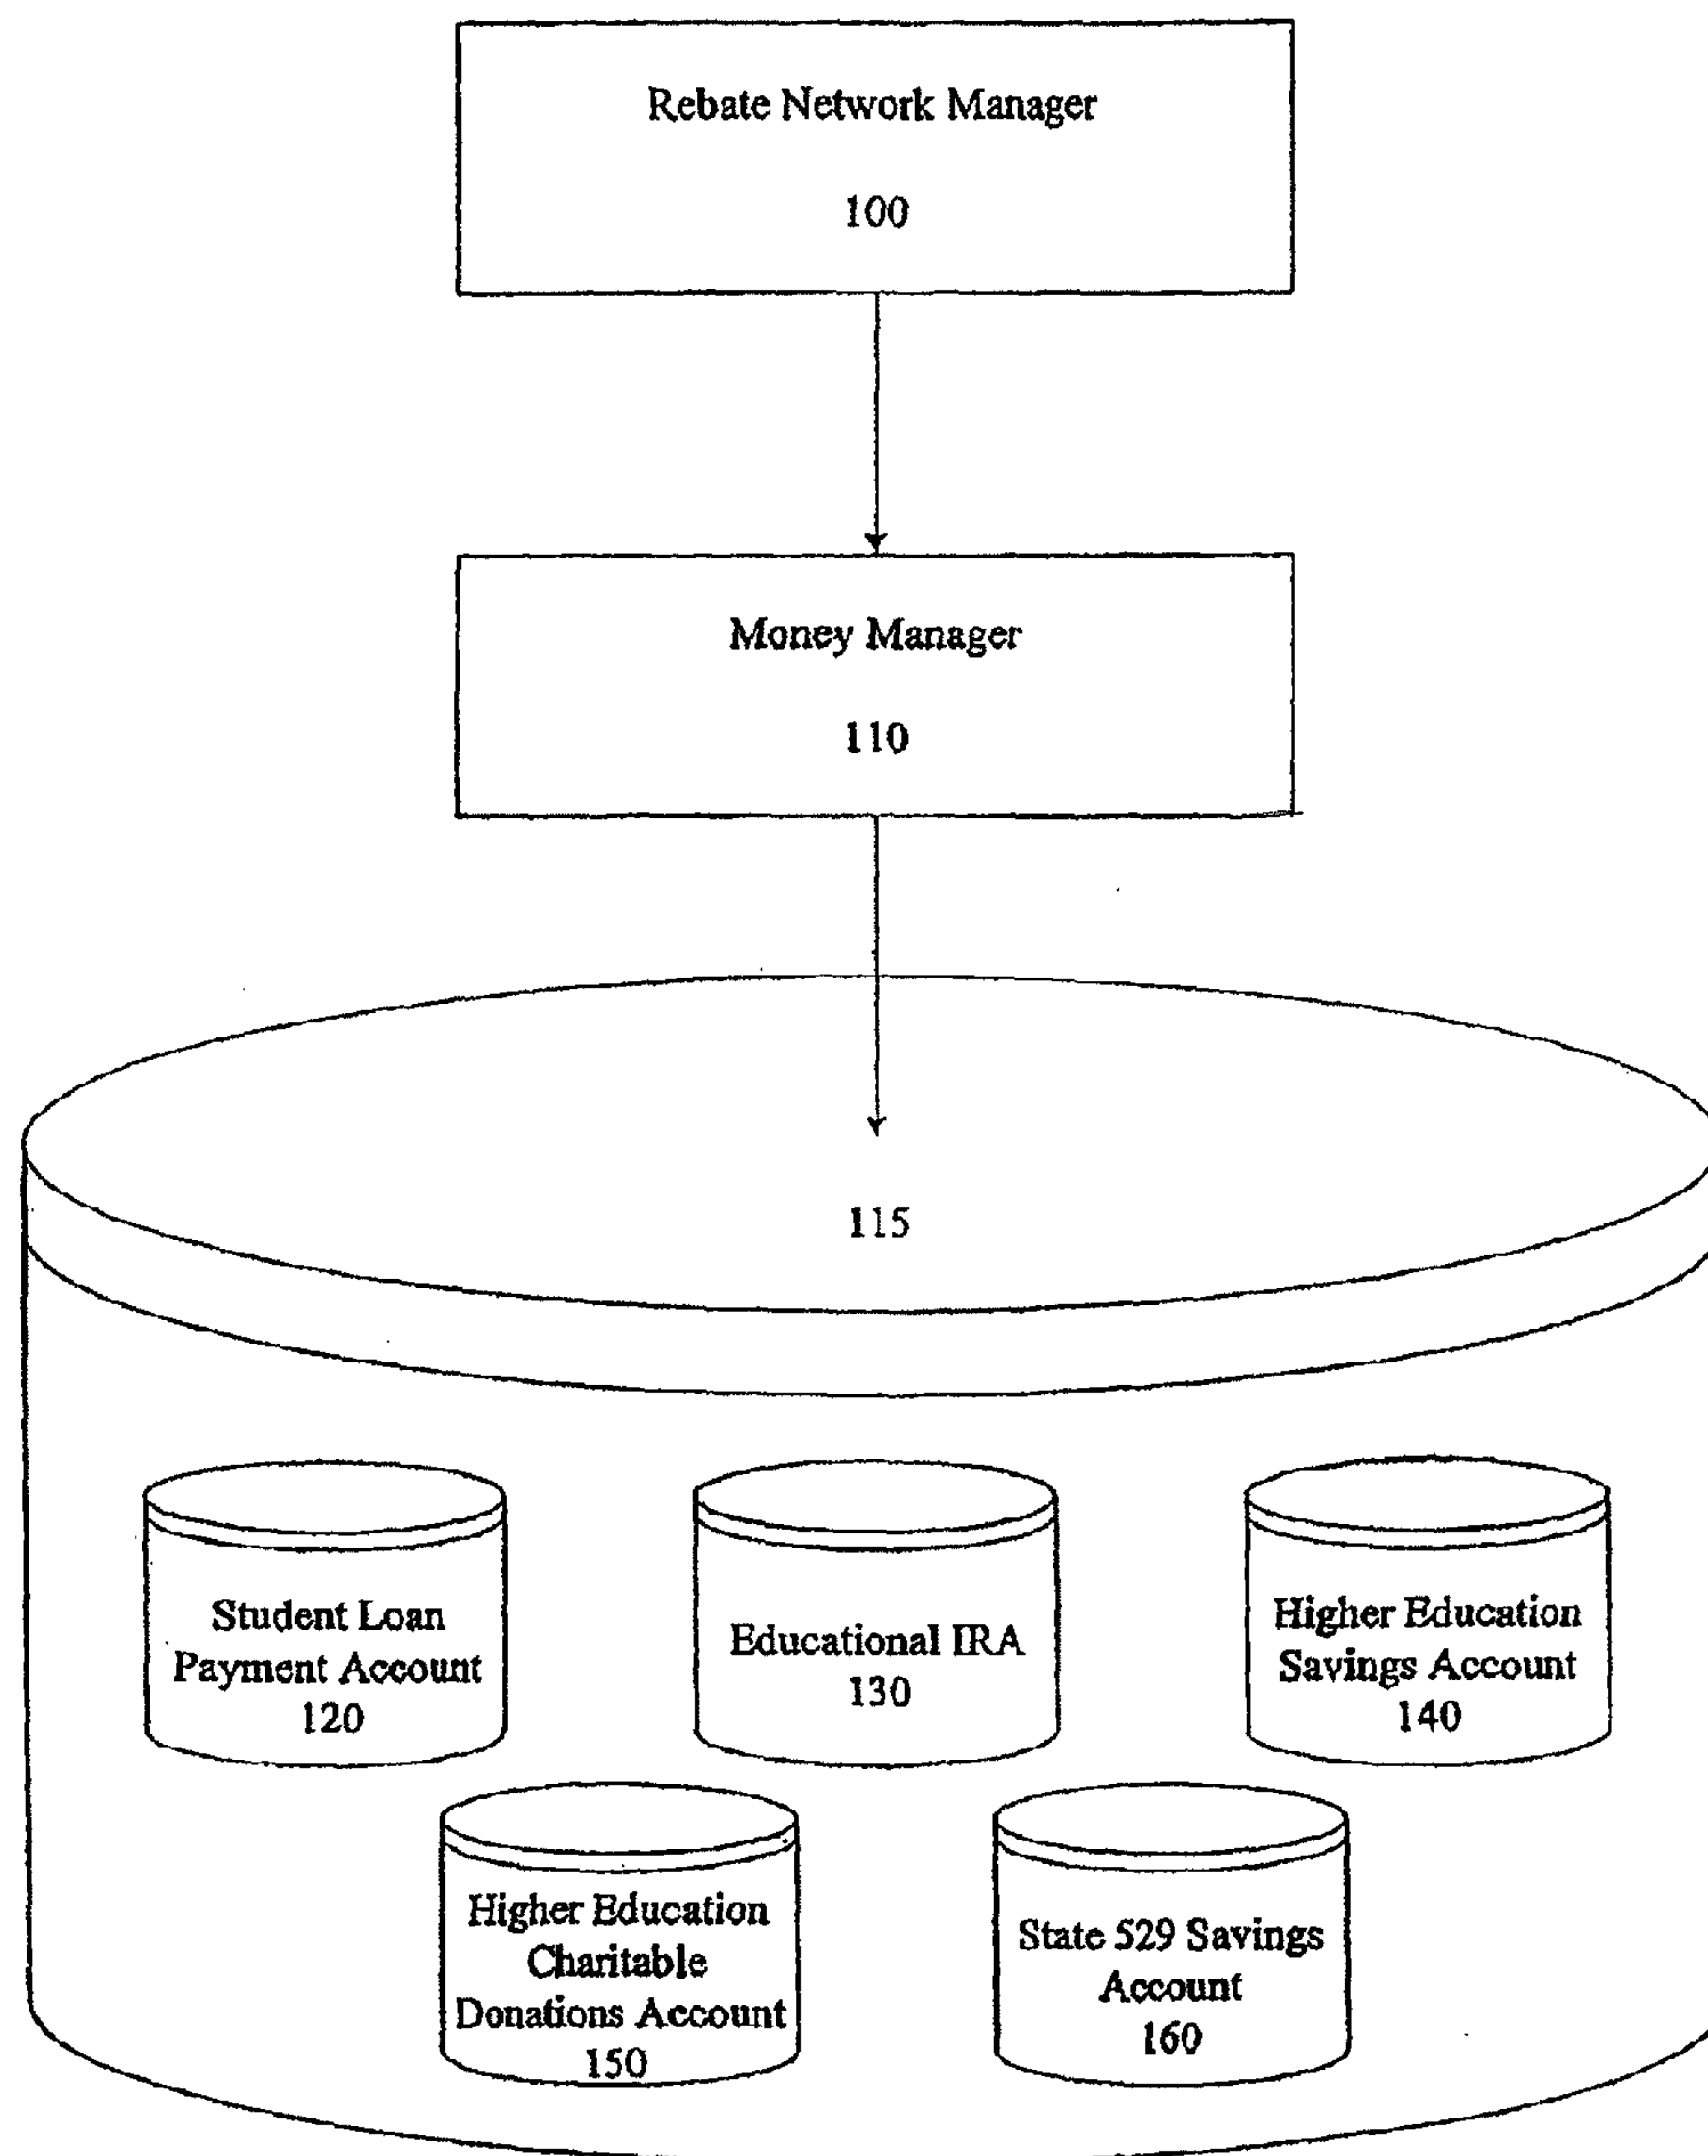 Rebate Network Manager
100
Money Manager
110
115
Student Loan
Payment Account
120
Educational IRA
130
Higher Education
Savings Account
140
Higher Education
Charitable
Donations Account
150
State 529 Savings
Account
160